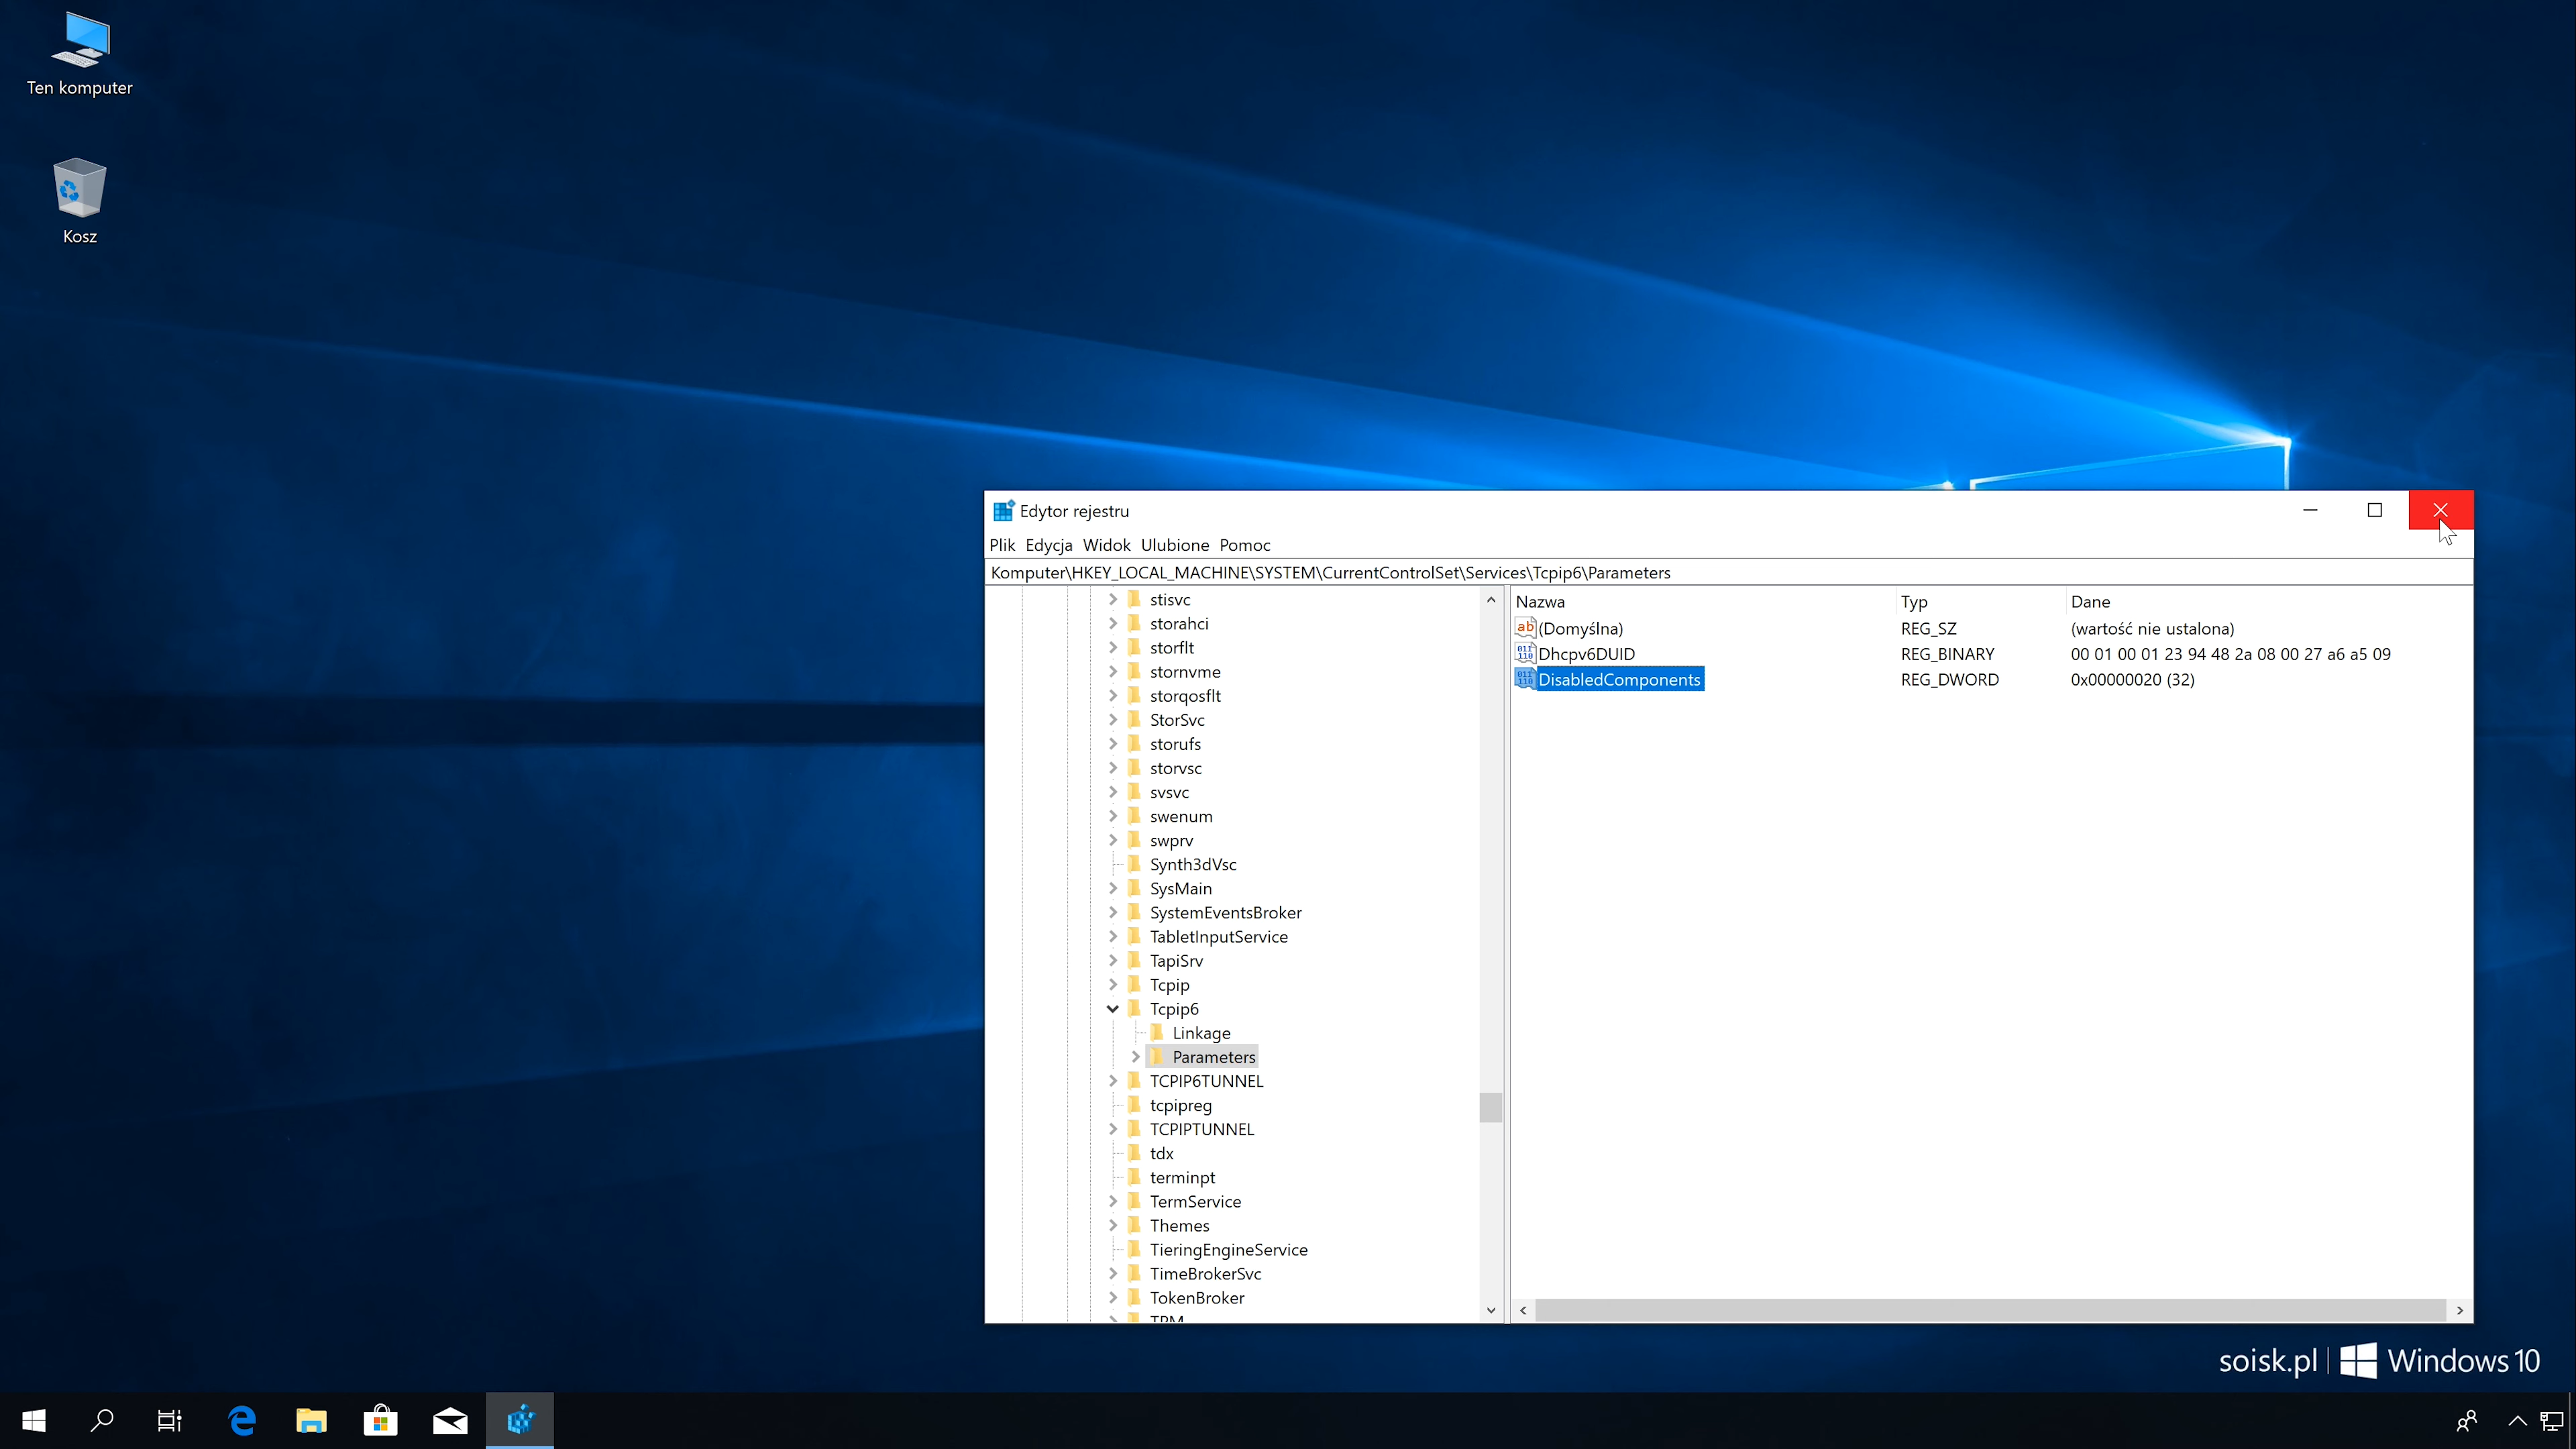 Ten komputer
Kosz
Edytor rejestru
Plik Edycja Widok Ulubione Pomoc
Komputer\HKEY_LOCAL_MACHINE\SYSTEM\CurrentControlSet\Services\Tcpip6\Parameters
stisvc
storahci
storflt
stornvme
storqosflt
StorSvc
storufs
storvsc
svsvc
swenum
swprv
Synth3dVsc
SysMain
SystemEventsBroker
TabletInputService
TapiSrv
Tcpip
Tcpip6
Linkage
Parameters
TCPIP6TUNNEL
tcpipreg
TCPIPTUNNEL
tdx
terminpt
TermService
Themes
TieringEngineService
TimeBrokerSvc
TokenBroker
TPM
Nazwa Typ Dane
(Domyślna) REG_SZ (wartość nie ustalona)
Dhcpv6DUID REG_BINARY 00 01 00 01 23 94 48 2a 08 00 27 a6 a5 09
DisabledComponents REG_DWORD 0x00000020 (32)
soisk.pl | Windows 10